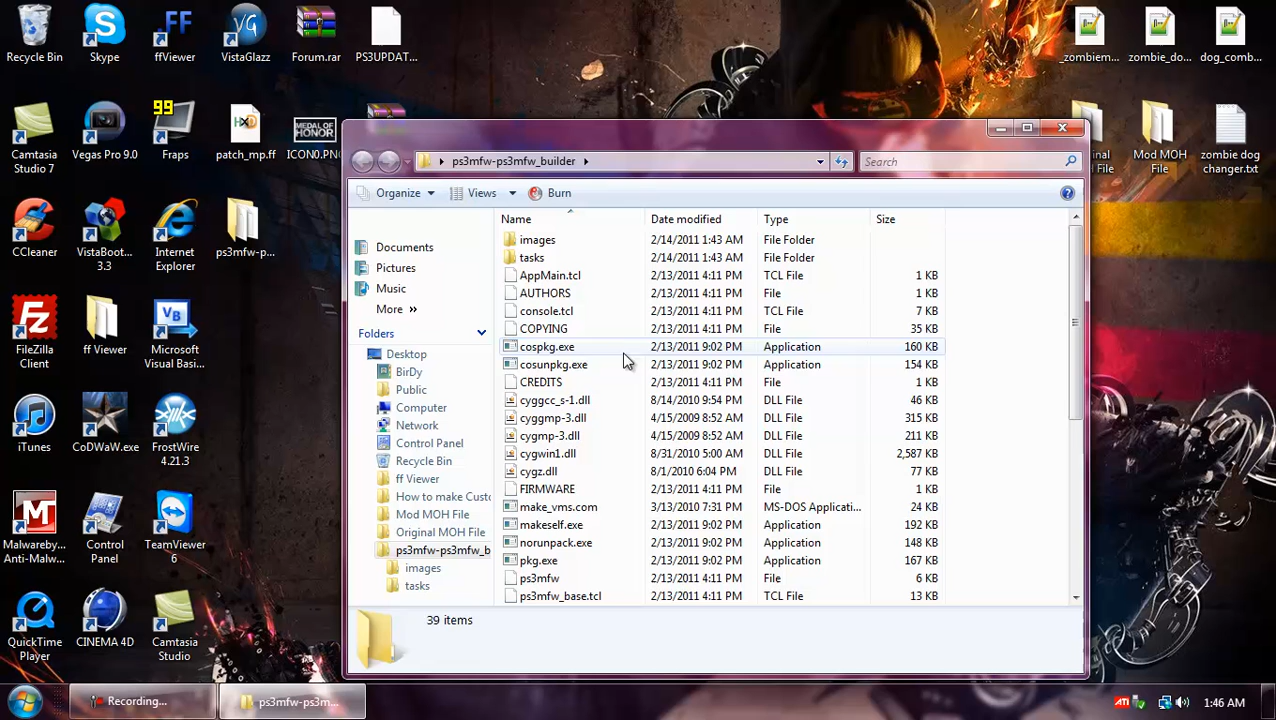 Recycle Bin
Skype
ffViewer
VistaGlazz
Forum.rar
PS3UPDAT...
_zombiem...
zombie_do...
dog_comb...
Camtasia
Studio 7
Vegas Pro 9.0
99
Fraps
patch_mp.ff
MEDAL OF
HONOR
ICON0.PNG
Mod MOH
File
zombie dog
changer.txt
CCleaner
VistaBoot...
3.3
Internet
Explorer
ps3mfw-p...
FileZilla
Client
ff Viewer
Microsoft
Visual Basi...
iTunes
CoDWaW.exe
FrostWire
4.21.3
Malwareby...
Anti-Malw...
Control
Panel
TeamViewer
6
QuickTime
Player
CINEMA 4D
Camtasia
Studio
ps3mfw-ps3mfw_builder
Search
Organize
Views
Burn
Documents
Pictures
Music
More »
Folders
Desktop
BirDy
Public
Computer
Network
Control Panel
Recycle Bin
ff Viewer
How to make Custo
Mod MOH File
Original MOH File
ps3mfw-ps3mfw_b
images
tasks
Name Date modified Type Size
images 2/14/2011 1:43 AM File Folder
tasks 2/14/2011 1:43 AM File Folder
AppMain.tcl 2/13/2011 4:11 PM TCL File 1 KB
AUTHORS 2/13/2011 4:11 PM File 1 KB
console.tcl 2/13/2011 4:11 PM TCL File 7 KB
COPYING 2/13/2011 4:11 PM File 35 KB
cospkg.exe 2/13/2011 9:02 PM Application 160 KB
cosunpkg.exe 2/13/2011 9:02 PM Application 154 KB
CREDITS 2/13/2011 4:11 PM File 1 KB
cyggcc_s-1.dll 8/14/2010 9:54 PM DLL File 46 KB
cyggmp-3.dll 4/15/2009 8:52 AM DLL File 315 KB
cygmp-3.dll 4/15/2009 8:52 AM DLL File 211 KB
cygwin1.dll 8/31/2010 5:00 AM DLL File 2,587 KB
cygz.dll 8/1/2010 6:04 PM DLL File 77 KB
FIRMWARE 2/13/2011 4:11 PM File 1 KB
make_vms.com 3/13/2010 7:31 PM MS-DOS Applicati... 24 KB
makeself.exe 2/13/2011 9:02 PM Application 192 KB
norunpack.exe 2/13/2011 9:02 PM Application 148 KB
pkg.exe 2/13/2011 9:02 PM Application 167 KB
ps3mfw 2/13/2011 4:11 PM File 6 KB
ps3mfw_base.tcl 2/13/2011 4:11 PM TCL File 13 KB
39 items
Recording...
ps3mfw-ps3m...
ATI
1:46 AM